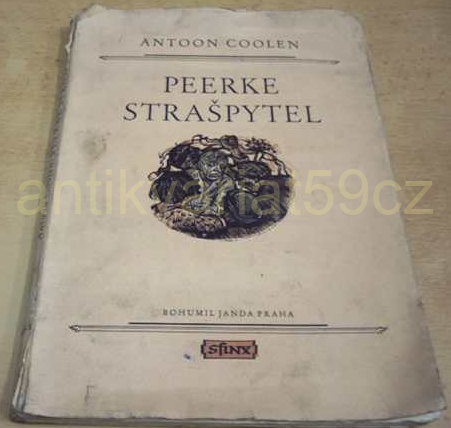 ANTOON COOLEN
PEERKE
STRAŠPYTEL
antikvariat59cz
BOHUMIL JANDA PRAHA
sfinx